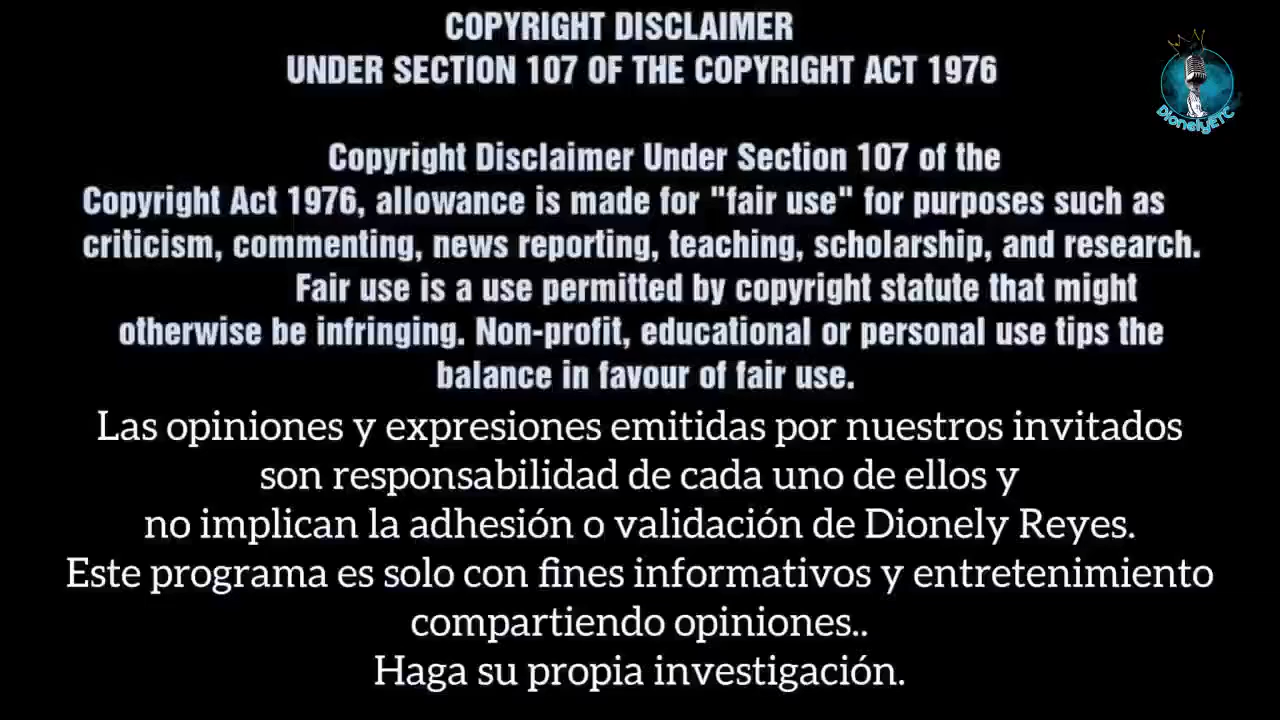 COPYRIGHT DISCLAIMER
UNDER SECTION 107 OF THE COPYRIGHT ACT 1976
DionelyETC
Copyright Disclaimer Under Section 107 of the
Copyright Act 1976, allowance is made for "fair use" for purposes such as
criticism, commenting, news reporting, teaching, scholarship, and research.
Fair use is a use permitted by copyright statute that might
otherwise be infringing. Non-profit, educational or personal use tips the
balance in favour of fair use.
Las opiniones y expresiones emitidas por nuestros invitados
son responsabilidad de cada uno de ellos y
no implican la adhesión o validación de Dionely Reyes.
Este programa es solo con fines informativos y entretenimiento
compartiendo opiniones..
Haga su propia investigación.